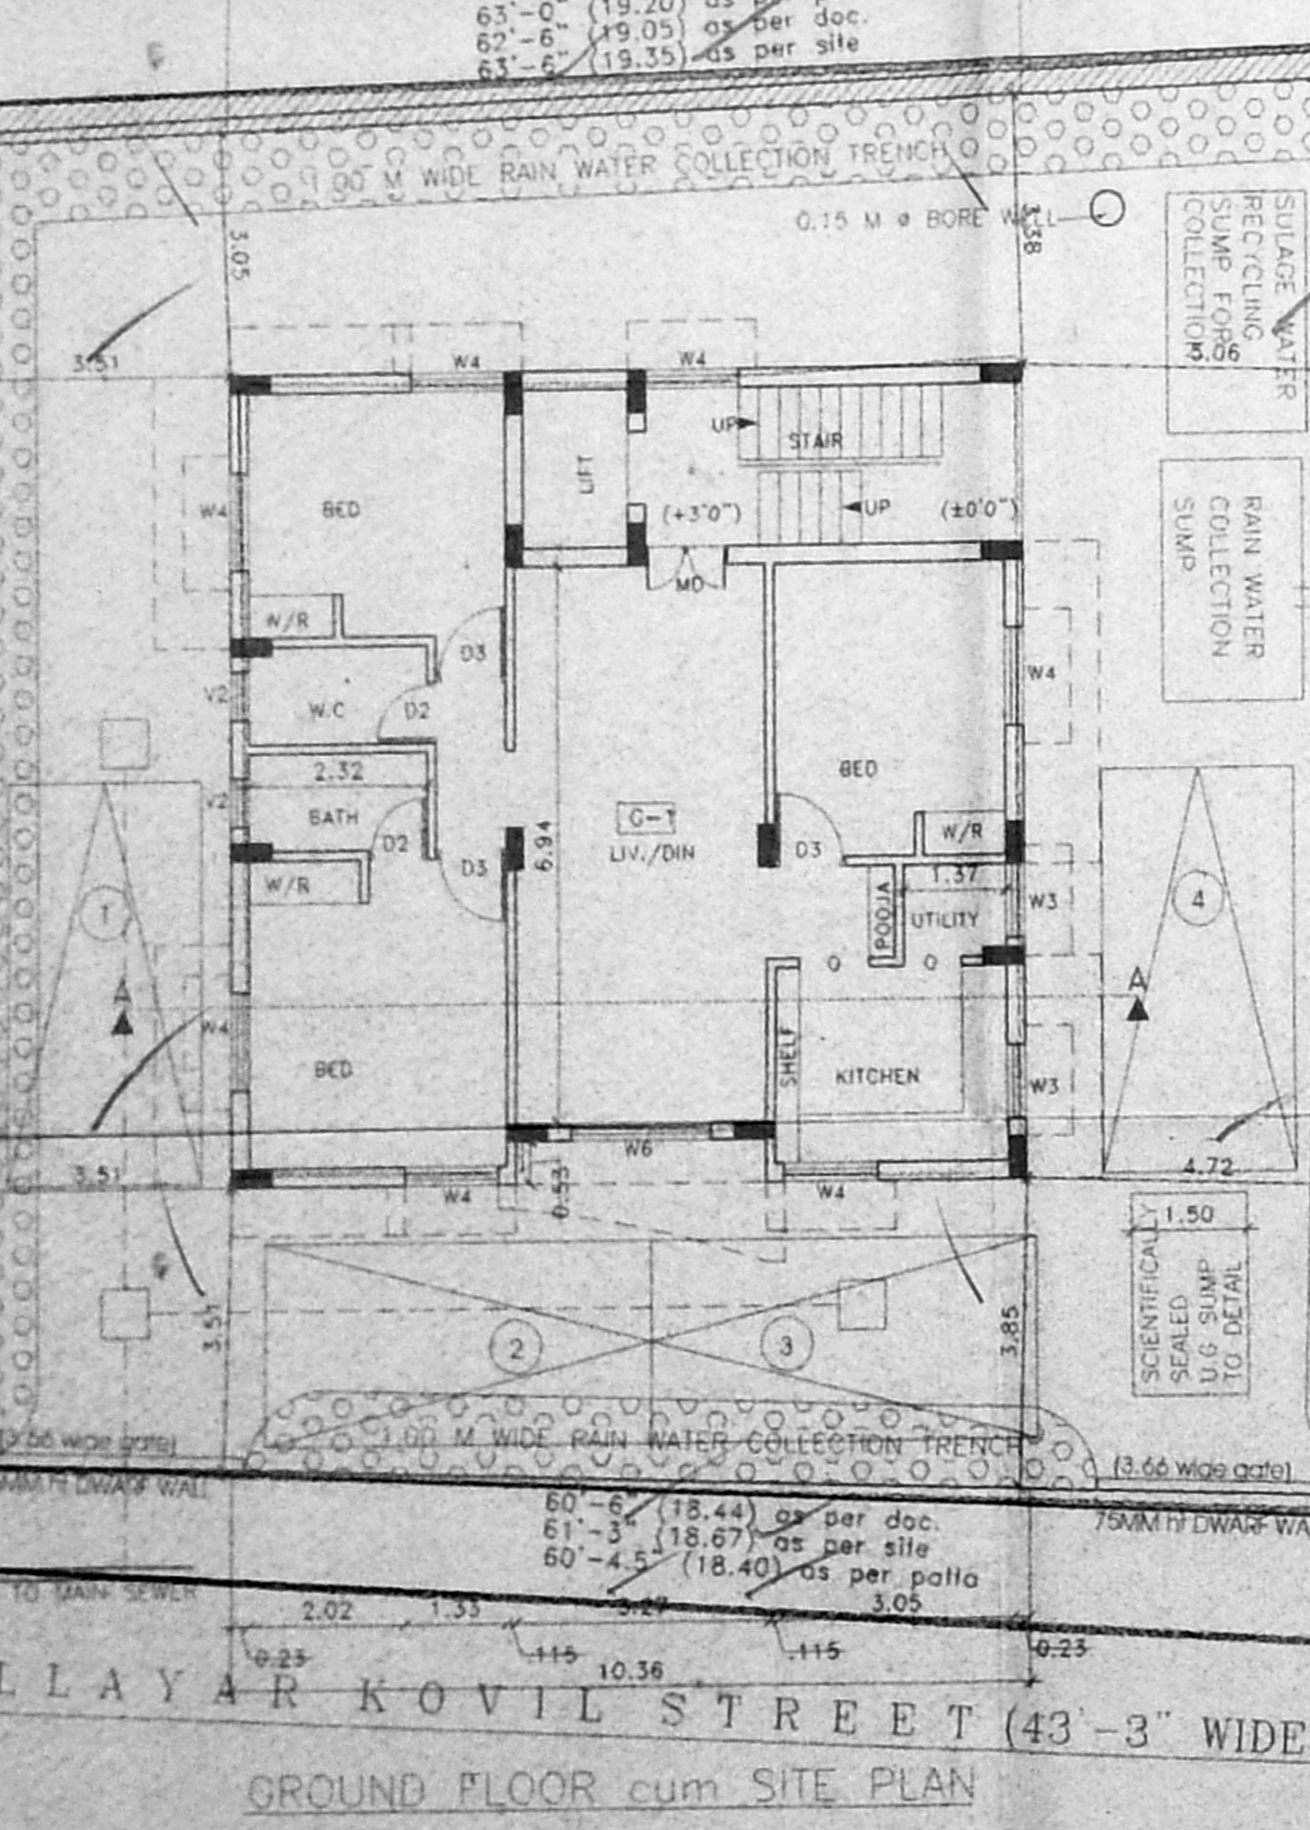 63'-0" (19.20) as per
62'-6" (19.05) as per doc.
63'-6" (19.35) as per site
1.00 M WIDE RAIN WATER COLLECTION TRENCH
0.15 M ø BORE WELL
3.05
3.38
SULAGE WATER
RECYCLING
SUMP FOR
COLLECTION
3.51
5.06
W4
W4
UP
STAIR
LIFT
BED
W4
(+3'0")
UP
(±0'0")
RAIN WATER
COLLECTION
SUMP
MD
W/R
D3
W4
V2
W.C
D2
2.32
BED
V2
BATH
D2
G-1
LIV./DIN
6.94
D3
W/R
W/R
D3
1.37
POOJA
UTILITY
W3
1
4
O
O
A
A
W4
BED
SHELF
KITCHEN
W3
W6
3.51
4.72
W4
0.53
W4
1.50
SCIENTIFICALLY
SEALED
U.G SUMP
TO DETAIL
3.51
2
3
3.85
1.00 M WIDE RAIN WATER COLLECTION TRENCH
(3.66 wide gate)
(3.66 wide gate)
MM ht DWARF WALL
75MM ht DWARF WA
60'-6" (18.44) as per doc.
61'-3" (18.67) as per site
60'-4.5" (18.40) as per patta
TO MAIN SEWER
2.02 1.33 3.27 3.05
0.23 .115 .115 0.23
10.36
LLAYAR KOVIL STREET (43'-3" WIDE
GROUND FLOOR cum SITE PLAN